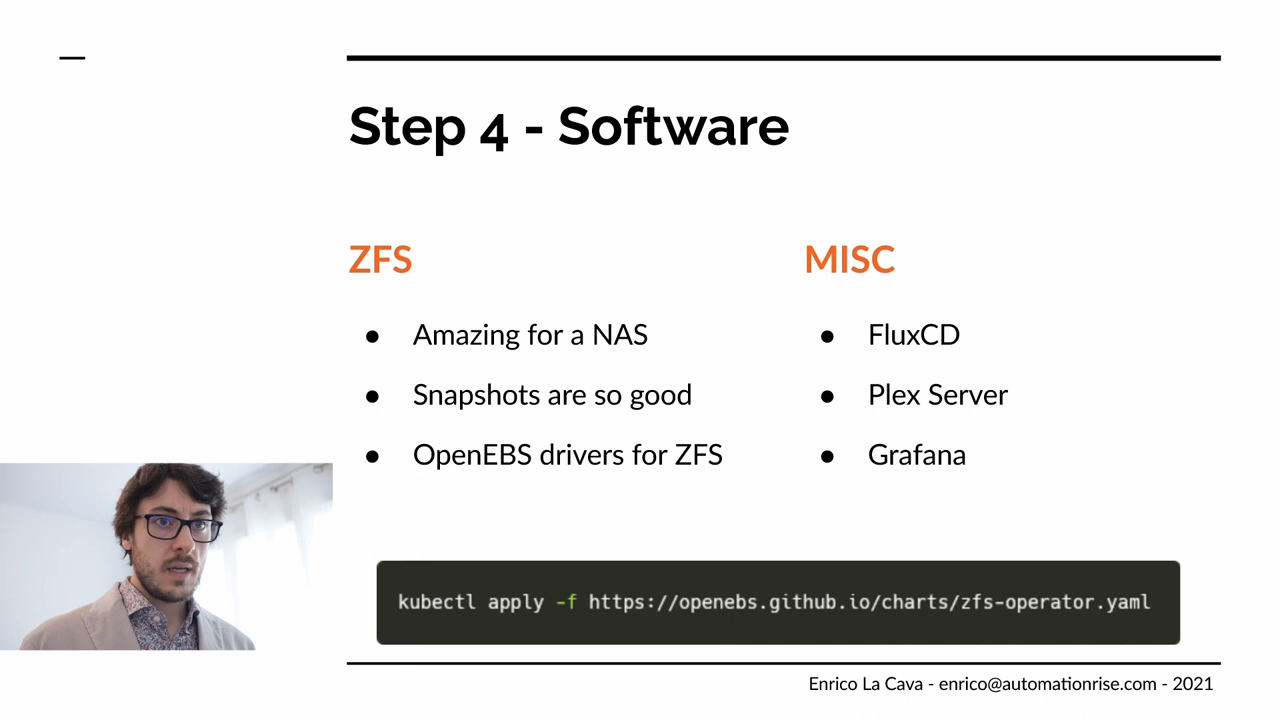 Step 4 - Software
ZFS
Amazing for a NAS
Snapshots are so good
OpenEBS drivers for ZFS
MISC
FluxCD
Plex Server
Grafana
kubectl apply -f https://openebs.github.io/charts/zfs-operator.yaml
Enrico La Cava - enrico@automationrise.com - 2021